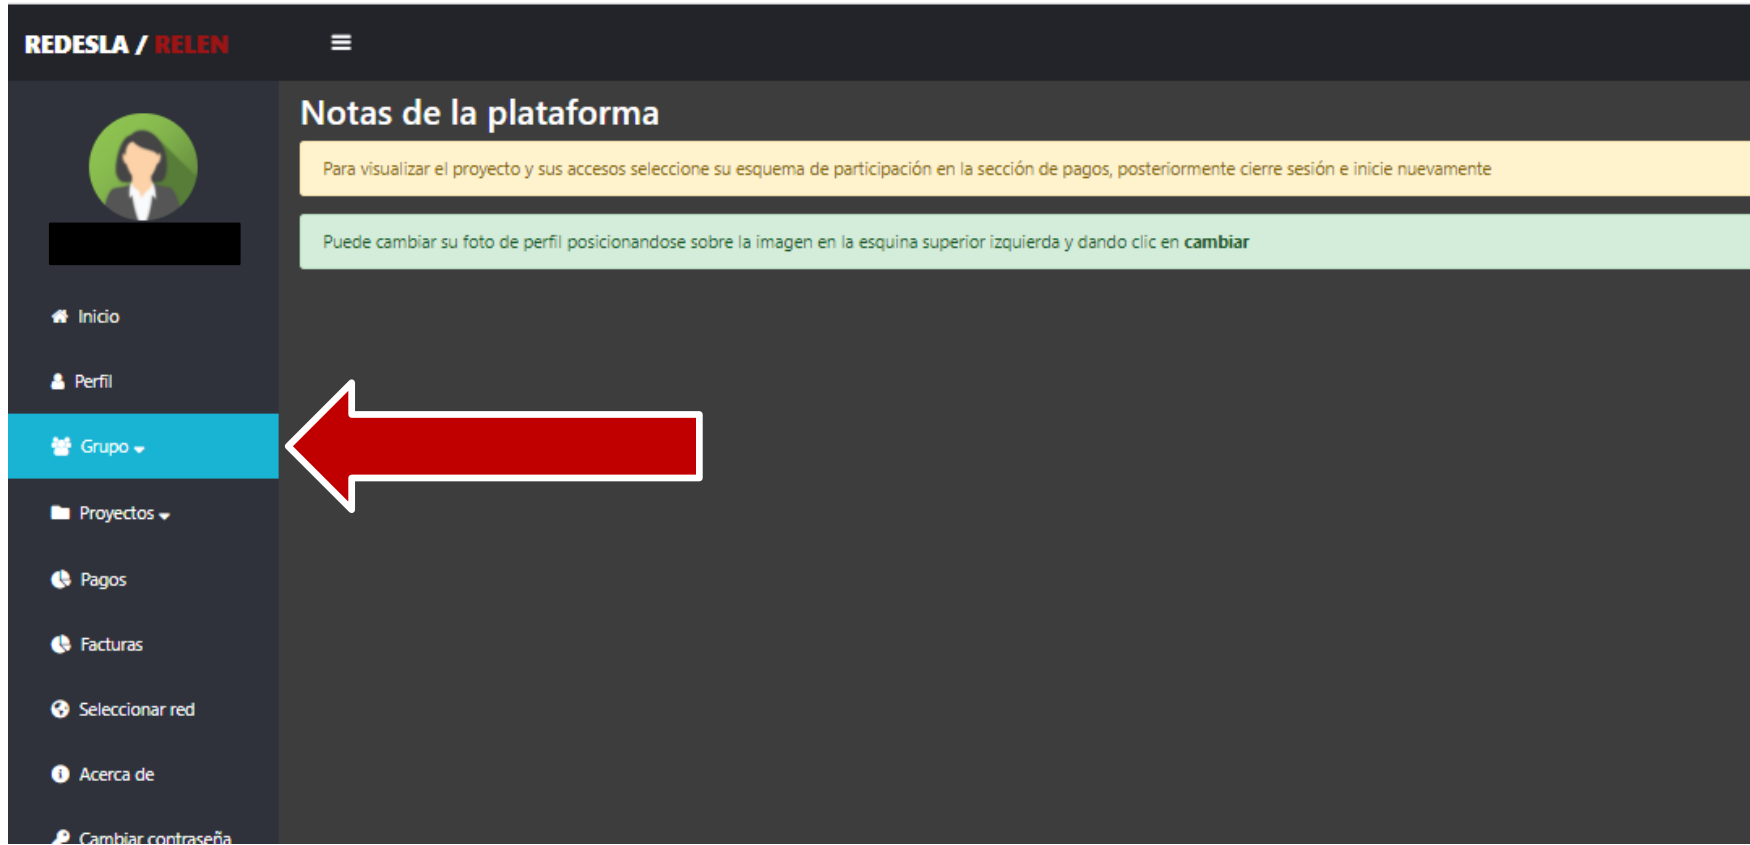 REDESLA / RELEN
Notas de la plataforma
Para visualizar el proyecto y sus accesos seleccione su esquema de participación en la sección de pagos, posteriormente cierre sesión e inicie nuevamente
Puede cambiar su foto de perfil posicionandose sobre la imagen en la esquina superior izquierda y dando clic en cambiar
Inicio
Perfil
Grupo
Proyectos
Pagos
Facturas
Seleccionar red
Acerca de
Cambiar contraseña